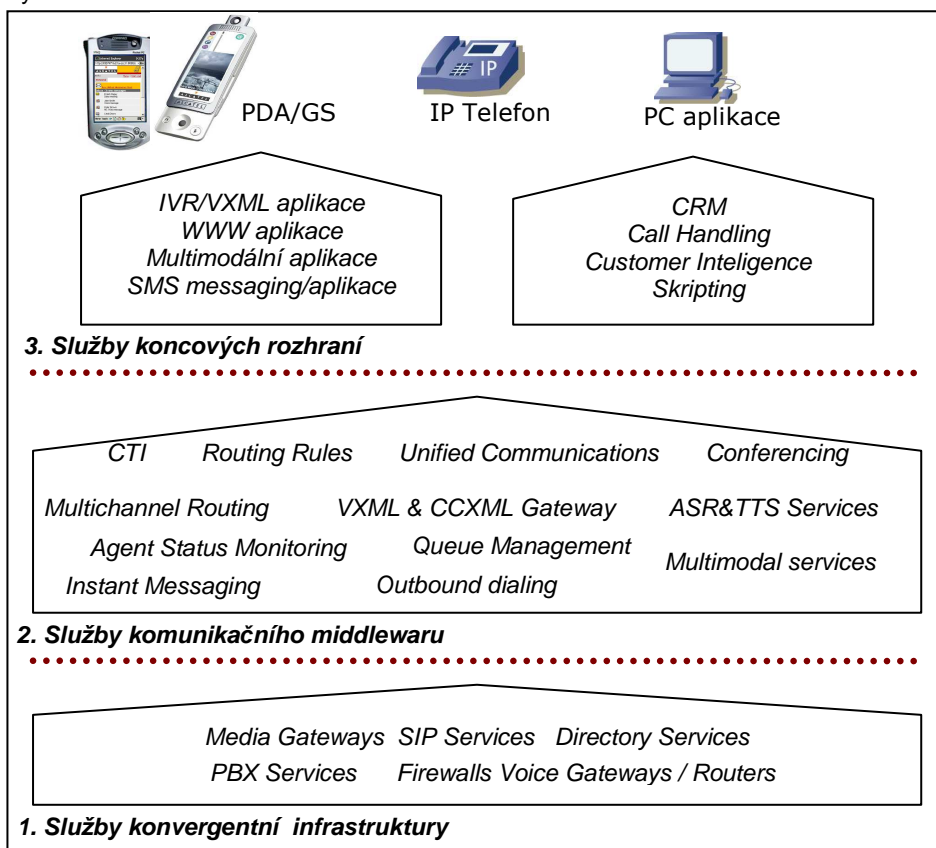 PDA/GS
IP
IP Telefon
PC aplikace
IVR/VXML aplikace
WWW aplikace
Multimodální aplikace
SMS messaging/aplikace
CRM
Call Handling
Customer Inteligence
Skripting
3. Služby koncových rozhraní
CTI Routing Rules Unified Communications Conferencing
Multichannel Routing VXML & CCXML Gateway ASR&TTS Services
Agent Status Monitoring Queue Management Multimodal services
Instant Messaging Outbound dialing
2. Služby komunikačního middlewaru
Media Gateways SIP Services Directory Services
PBX Services Firewalls Voice Gateways / Routers
1. Služby konvergentní infrastruktury